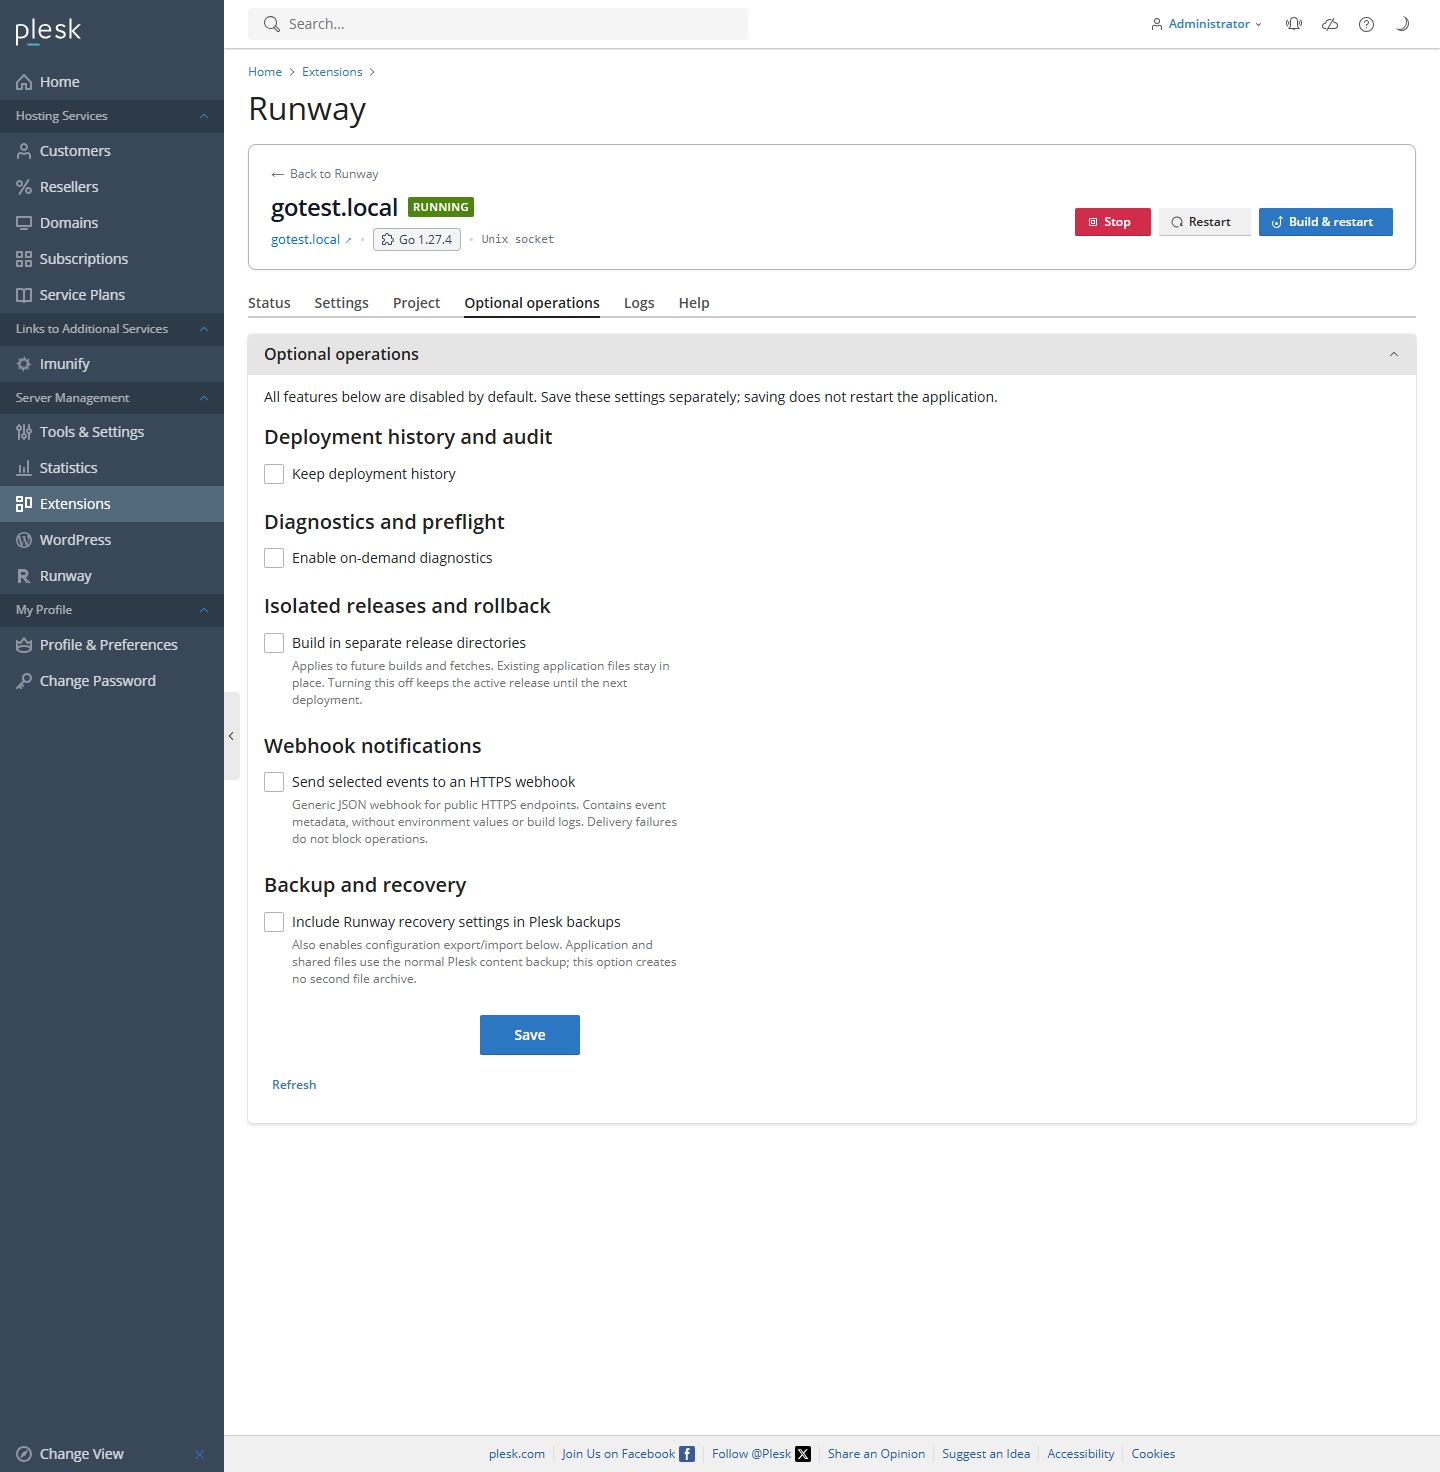 plesk
Search...
Administrator
Home
Hosting Services
Customers
Resellers
Domains
Subscriptions
Service Plans
Links to Additional Services
Imunify
Server Management
Tools & Settings
Statistics
Extensions
WordPress
Runway
My Profile
Profile & Preferences
Change Password
Change View
Home > Extensions >
Runway
← Back to Runway
gotest.local RUNNING
gotest.local ↗ • Go 1.27.4 • Unix socket
Stop Restart Build & restart
Status Settings Project Optional operations Logs Help
Optional operations
All features below are disabled by default. Save these settings separately; saving does not restart the application.
Deployment history and audit
Keep deployment history
Diagnostics and preflight
Enable on-demand diagnostics
Isolated releases and rollback
Build in separate release directories
Applies to future builds and fetches. Existing application files stay in
place. Turning this off keeps the active release until the next
deployment.
Webhook notifications
Send selected events to an HTTPS webhook
Generic JSON webhook for public HTTPS endpoints. Contains event
metadata, without environment values or build logs. Delivery failures
do not block operations.
Backup and recovery
Include Runway recovery settings in Plesk backups
Also enables configuration export/import below. Application and
shared files use the normal Plesk content backup; this option creates
no second file archive.
Save
Refresh
plesk.com Join Us on Facebook Follow @Plesk Share an Opinion Suggest an Idea Accessibility Cookies